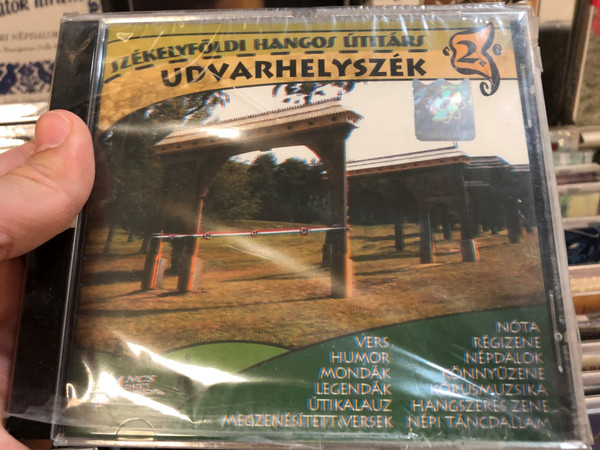 SZÉKELYFÖLDI HANGOS ÚTITÁRS
UDVARHELYSZÉK
2.
VERS
HUMOR
MONDÁK
LEGENDÁK
ÚTIKALAUZ
MEGZENÉSÍTETT VERSEK
NÓTA
RÉGIZENE
NÉPDALOK
KÖNNYŰZENE
KÓRUSMUZSIKA
HANGSZERES ZENE
NÉPI TÁNCDALLAM